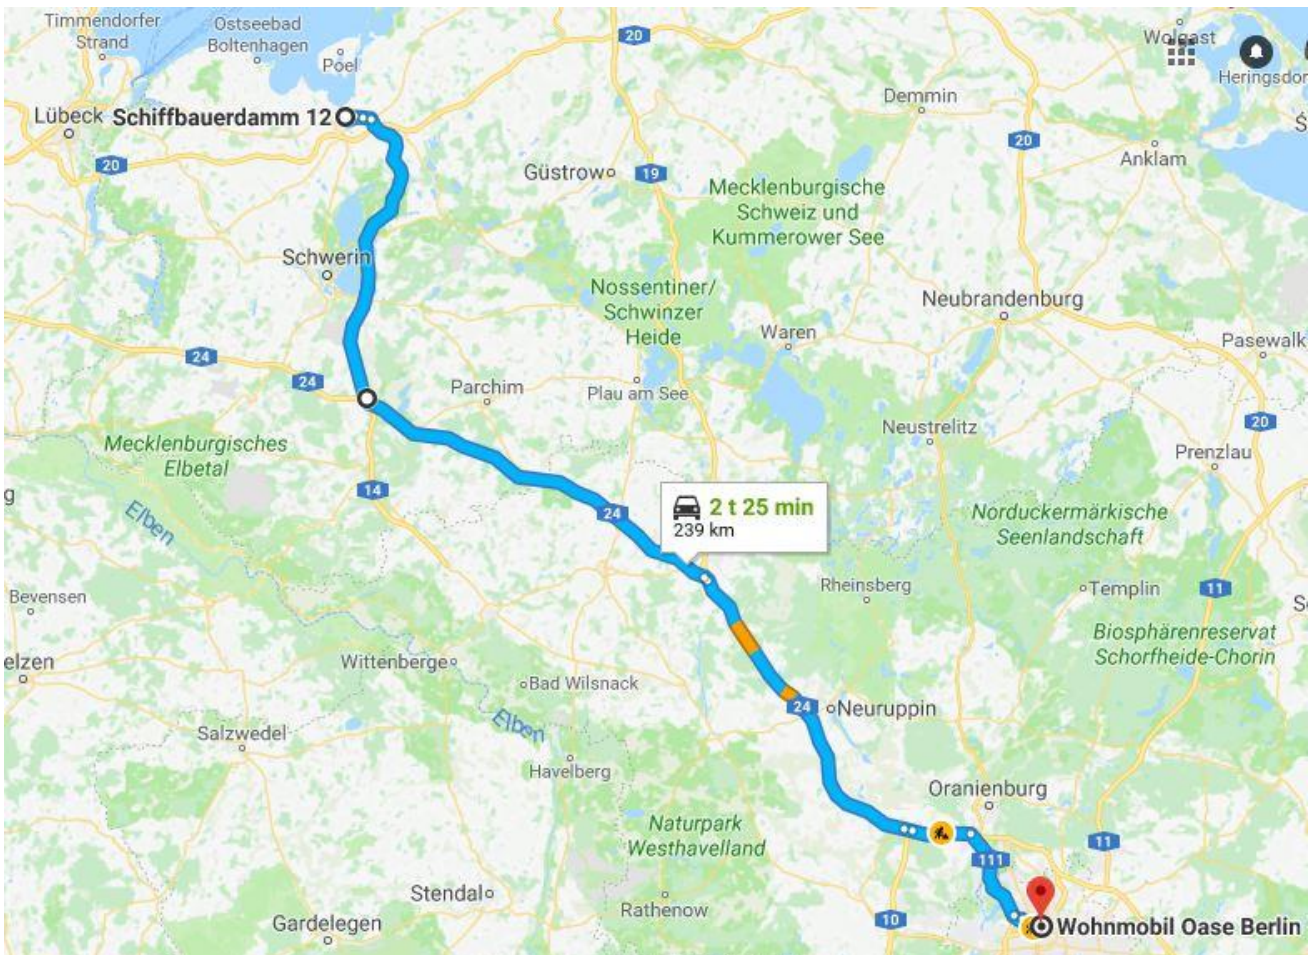 Timmendorfer
Strand
Ostseebad
Boltenhagen
Poel
20
Wolgast
Heringsdor
Lübeck
Schiffbauerdamm 12
Demmin
20
20
Anklam
Güstrow
19
Mecklenburgische
Schweiz und
Kummerower See
Schwerin
Nossentiner/
Schwinzer
Heide
Neubrandenburg
Waren
Pasewalk
24
24
Parchim
Plau am See
20
Neustrelitz
Mecklenburgisches
Elbetal
Prenzlau
14
Elben
24
2 t 25 min
239 km
Norduckermärkische
Seenlandschaft
Bevensen
Rheinsberg
Templin
11
elzen
Wittenberge
Bad Wilsnack
Biosphärenreservat
Schorfheide-Chorin
24
Neuruppin
Salzwedel
Elben
Havelberg
Oranienburg
Naturpark
Westhavelland
111
11
Stendal
Rathenow
Gardelegen
10
Wohnmobil Oase Berlin